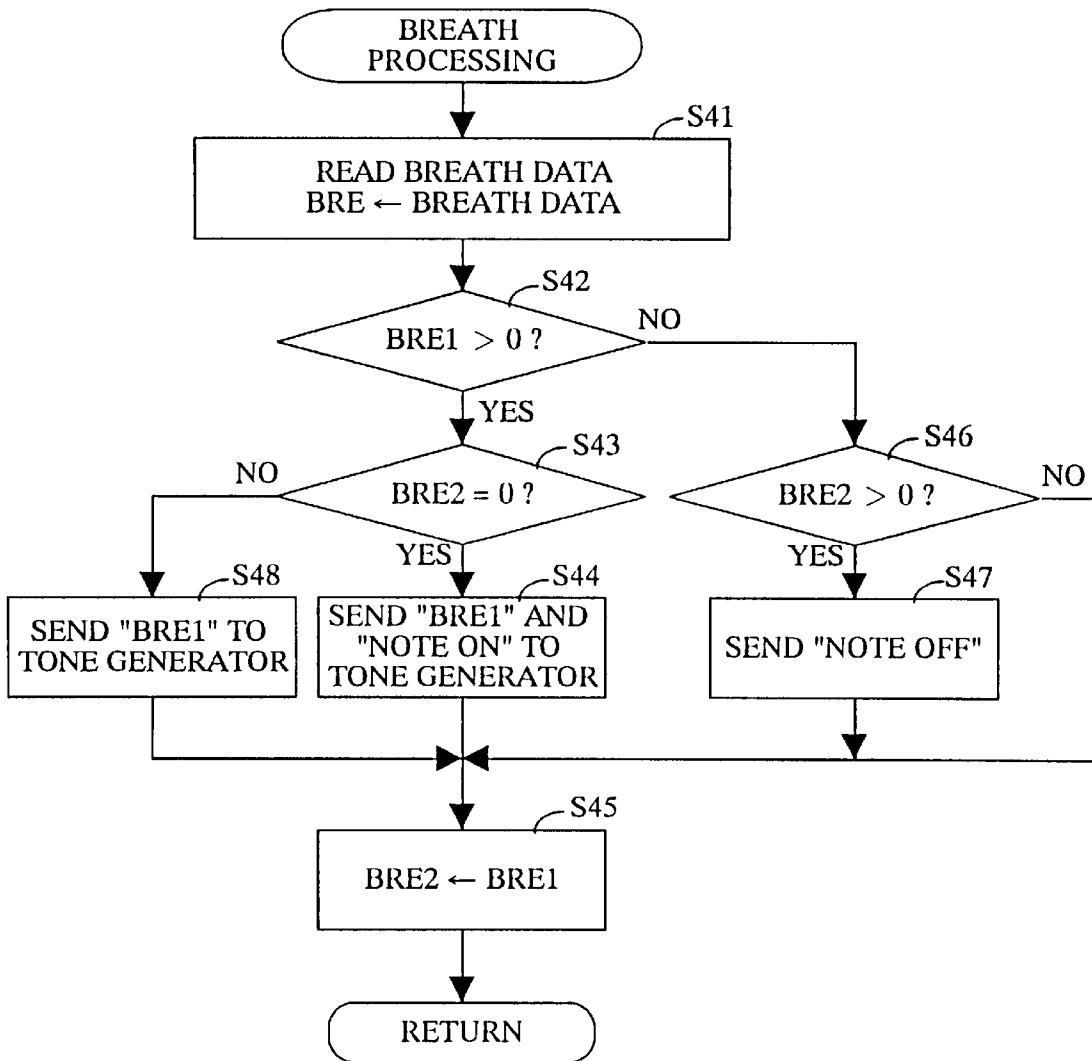 BREATH
PROCESSING
S41
READ BREATH DATA
BRE ← BREATH DATA
S42
BRE1 > 0 ?
NO
YES
S43
BRE2 = 0 ?
NO
YES
S46
BRE2 > 0 ?
NO
YES
S48
SEND "BRE1" TO
TONE GENERATOR
S44
SEND "BRE1" AND
"NOTE ON" TO
TONE GENERATOR
S47
SEND "NOTE OFF"
S45
BRE2 ← BRE1
RETURN